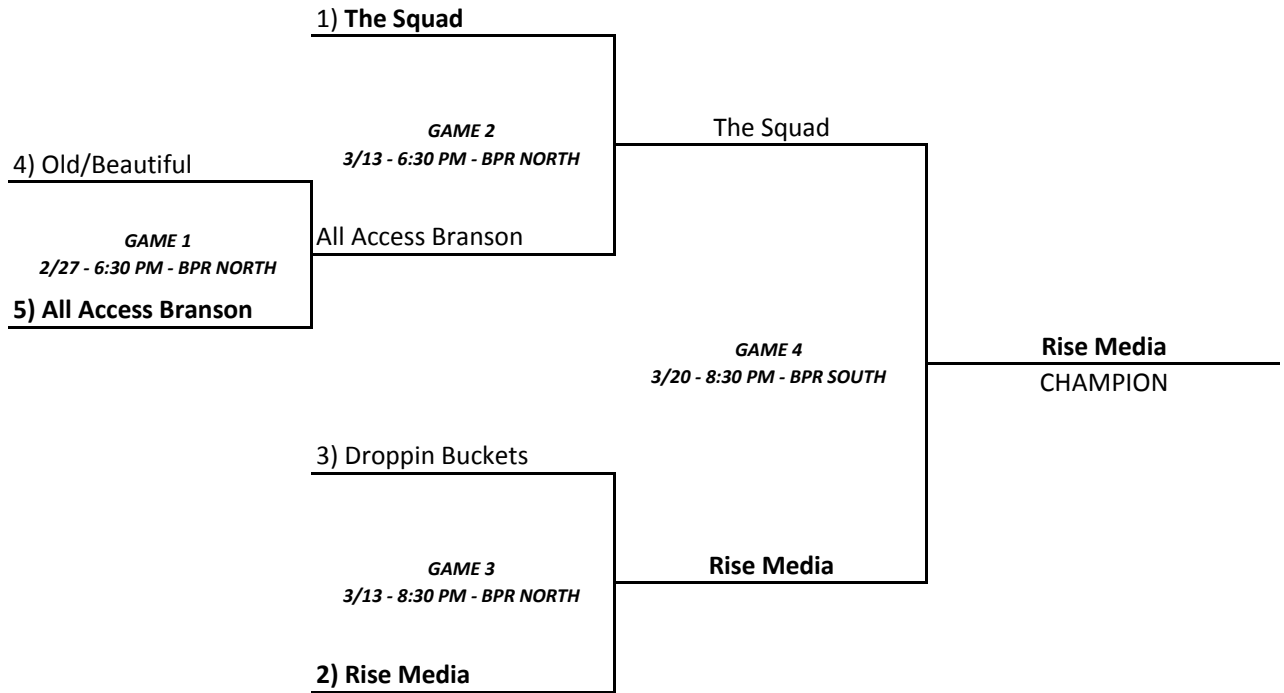 1) The Squad
GAME 2
3/13 - 6:30 PM - BPR NORTH
The Squad
4) Old/Beautiful
GAME 1
2/27 - 6:30 PM - BPR NORTH
All Access Branson
5) All Access Branson
GAME 4
3/20 - 8:30 PM - BPR SOUTH
Rise Media
CHAMPION
3) Droppin Buckets
GAME 3
3/13 - 8:30 PM - BPR NORTH
Rise Media
2) Rise Media